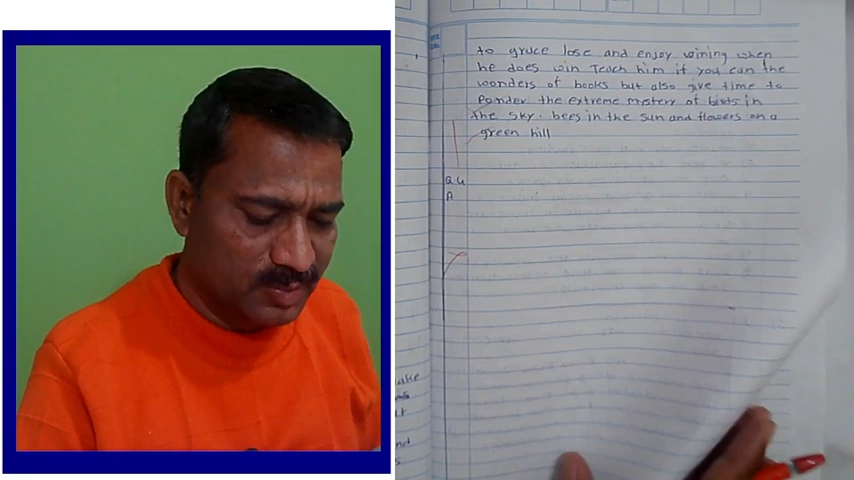 to gruce lose and enjoy wining when
he does win Teach him if you can the
wonders of books but also give time to
Ponder the extreme mystery of birds in
the sky. bees in the sun and flowers on a
green hill
Q.4
A